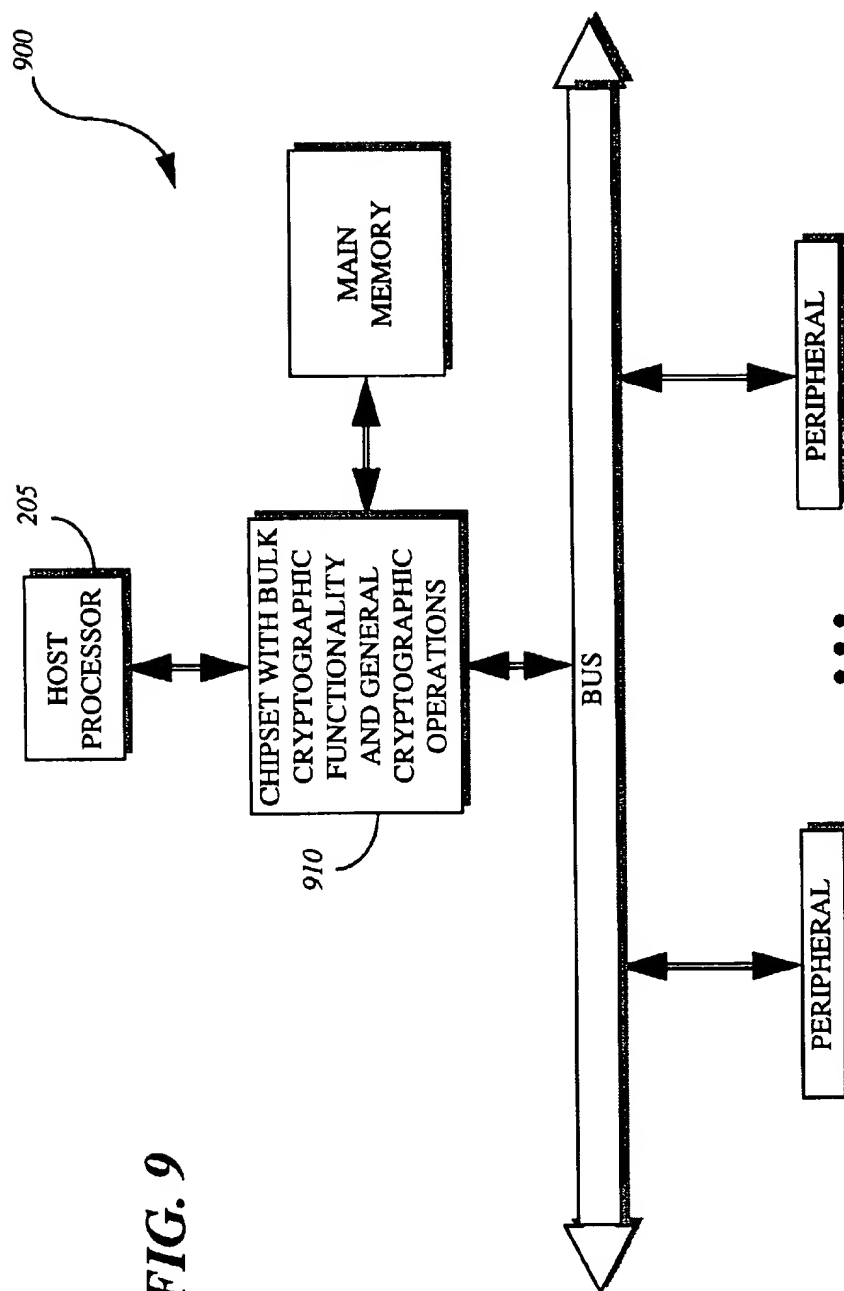 900
205
HOST
PROCESSOR
CHIPSET WITH BULK
CRYPTOGRAPHIC
FUNCTIONALITY
AND GENERAL
CRYPTOGRAPHIC
OPERATIONS
MAIN
MEMORY
910
BUS
PERIPHERAL
PERIPHERAL
FIG. 9